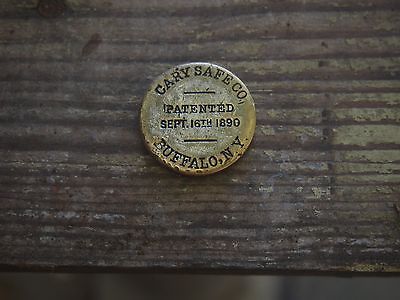 CARY SAFE CO,
PATENTED
SEPT. 16TH 1890
BUFFALO, N.Y.